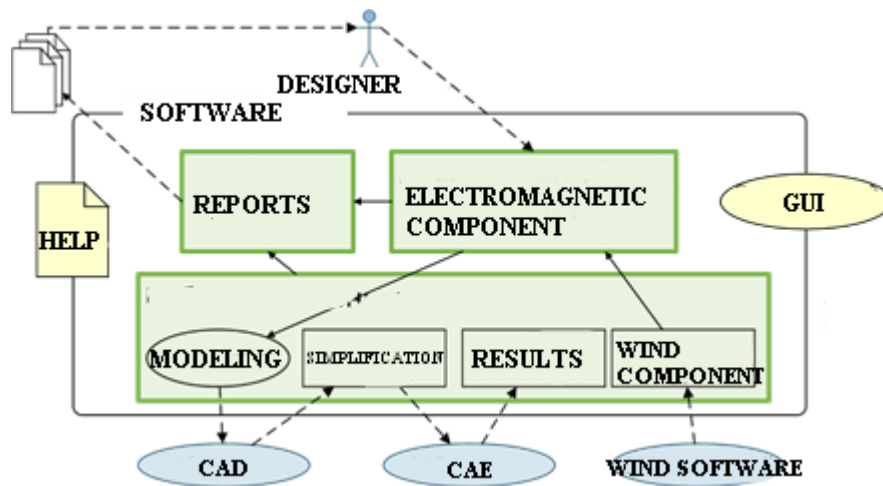 DESIGNER
SOFTWARE
REPORTS
ELECTROMAGNETIC
COMPONENT
GUI
HELP
MODELING
SIMPLIFICATION
RESULTS
WIND
COMPONENT
CAD
CAE
WIND SOFTWARE